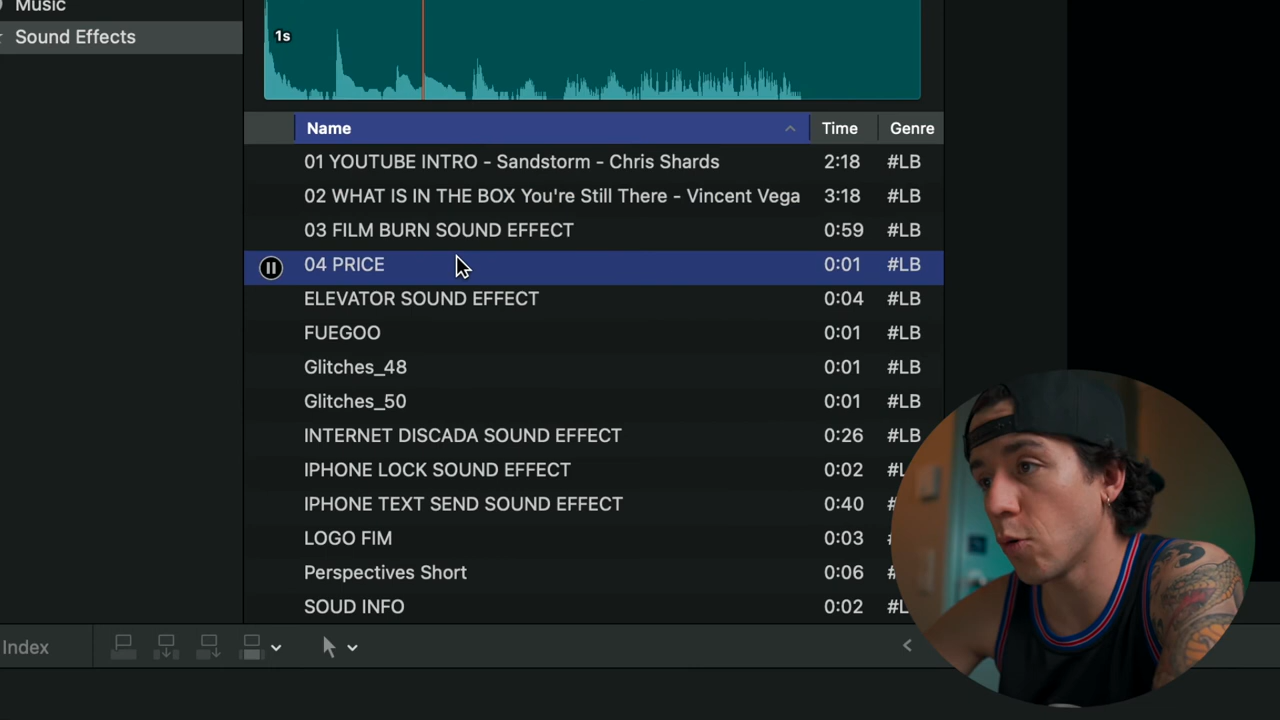 Music
Sound Effects
1s
Name Time Genre
01 YOUTUBE INTRO - Sandstorm - Chris Shards 2:18 #LB
02 WHAT IS IN THE BOX You're Still There - Vincent Vega 3:18 #LB
03 FILM BURN SOUND EFFECT 0:59 #LB
04 PRICE 0:01 #LB
ELEVATOR SOUND EFFECT 0:04 #LB
FUEGOO 0:01 #LB
Glitches_48 0:01 #LB
Glitches_50 0:01 #LB
INTERNET DISCADA SOUND EFFECT 0:26 #LB
IPHONE LOCK SOUND EFFECT 0:02 #L
IPHONE TEXT SEND SOUND EFFECT 0:40 #
LOGO FIM 0:03 #
Perspectives Short 0:06 #
SOUD INFO 0:02 #L
Index